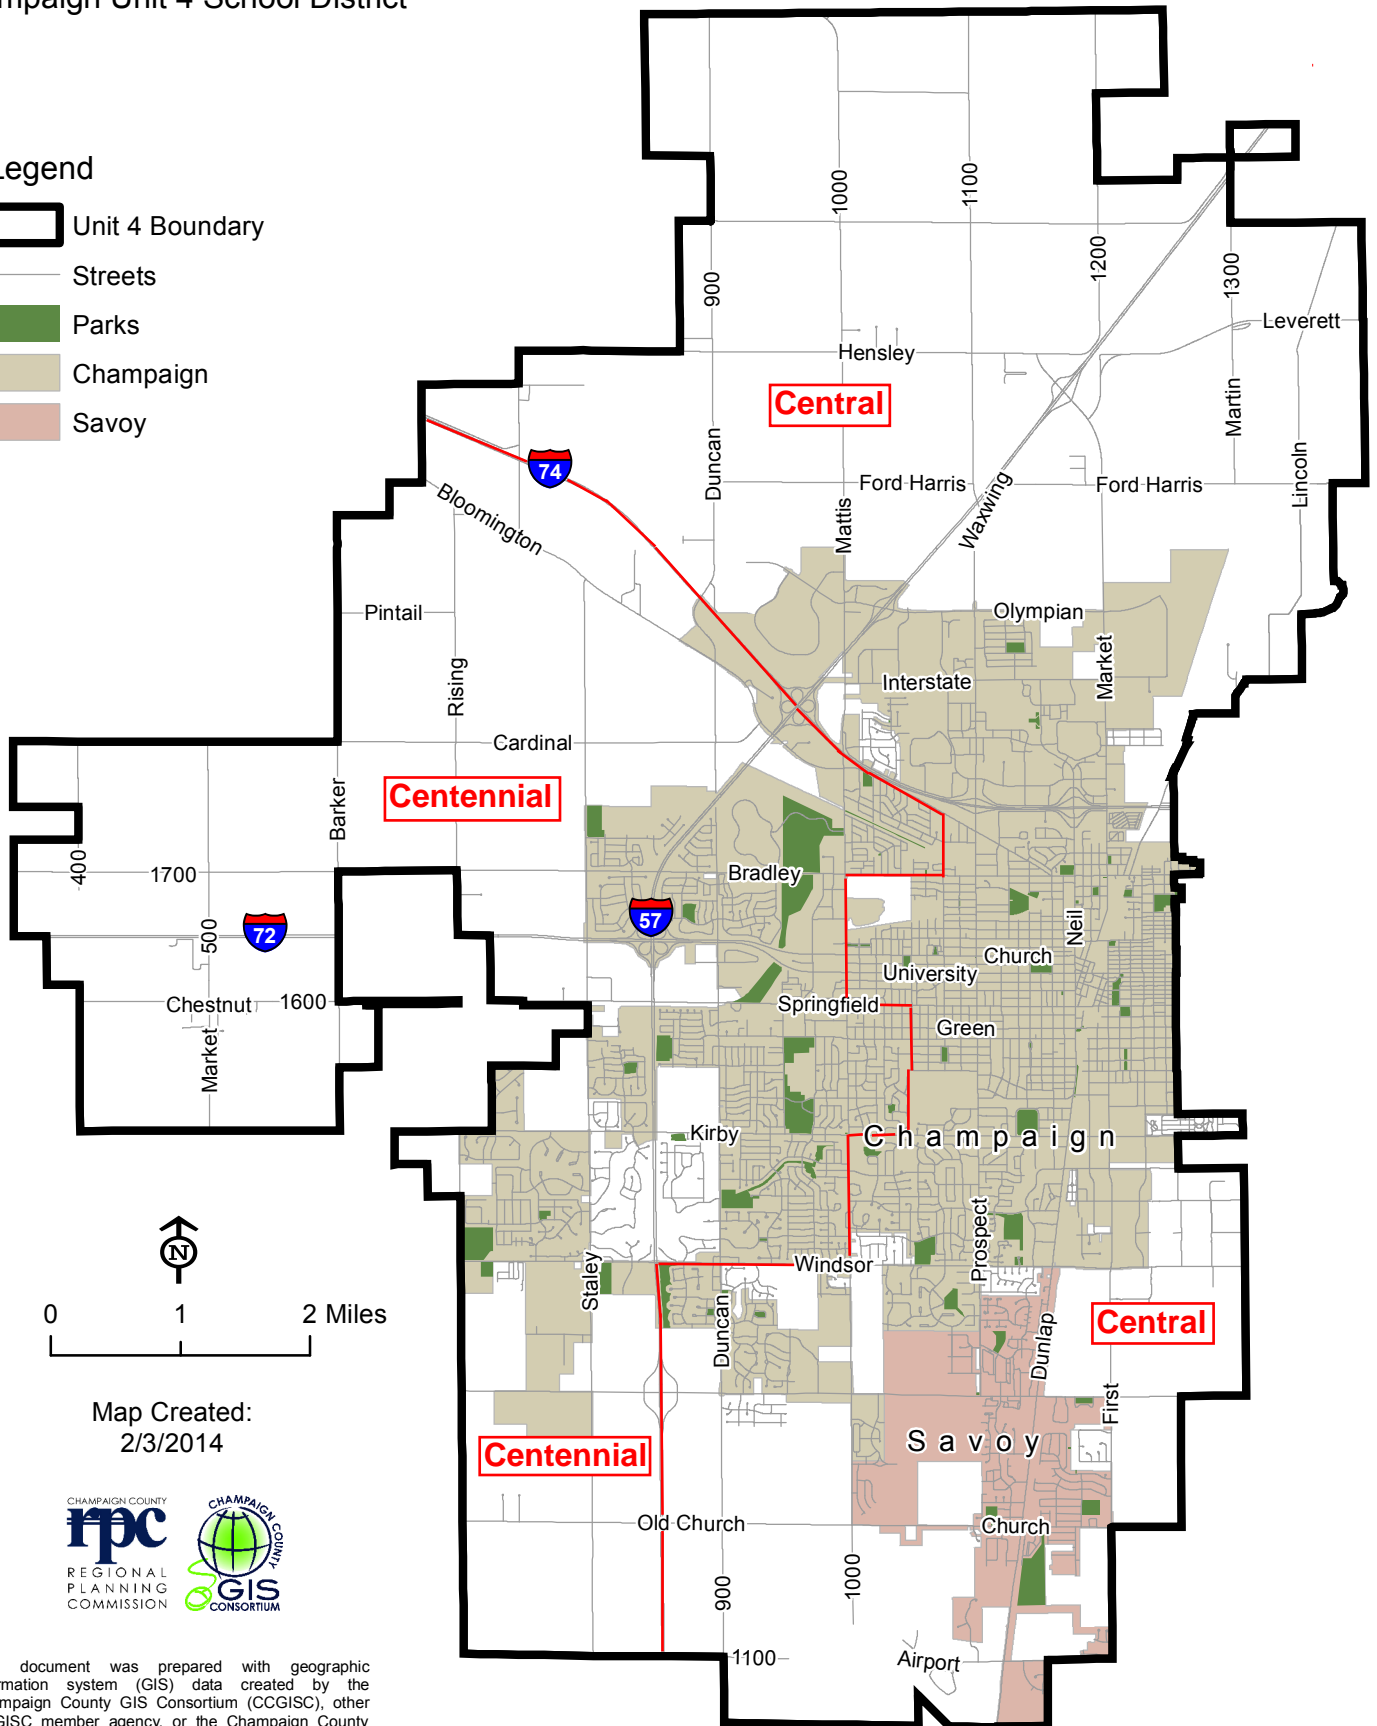 mpaign Unit 4 School District
Legend
Unit 4 Boundary
Streets
Parks
Champaign
Savoy
1000
1100
1200
900
1300
Leverett
Hensley
Central
Martin
Duncan
74
Ford Harris
Ford Harris
Lincoln
Mattis
Waxwing
Bloomington
Pintail
Olympian
Market
Rising
Interstate
Cardinal
Centennial
Barker
400
1700
Bradley
57
500
72
Neil
Church
University
Chestnut
1600
Springfield
Green
Market
Kirby
Champaign
Prospect
N
Staley
Windsor
0 1 2 Miles
Duncan
Dunlap
Central
First
Map Created:
2/3/2014
Centennial
Savoy
CHAMPAIGN COUNTY
rpc
REGIONAL
PLANNING
COMMISSION
CHAMPAIGN COUNTY
GIS
CONSORTIUM
Old Church
Church
900
1000
1100
Airport
document was prepared with geographic
rmation system (GIS) data created by the
mpaign County GIS Consortium (CCGISC), other
GISC member agency, or the Champaign County